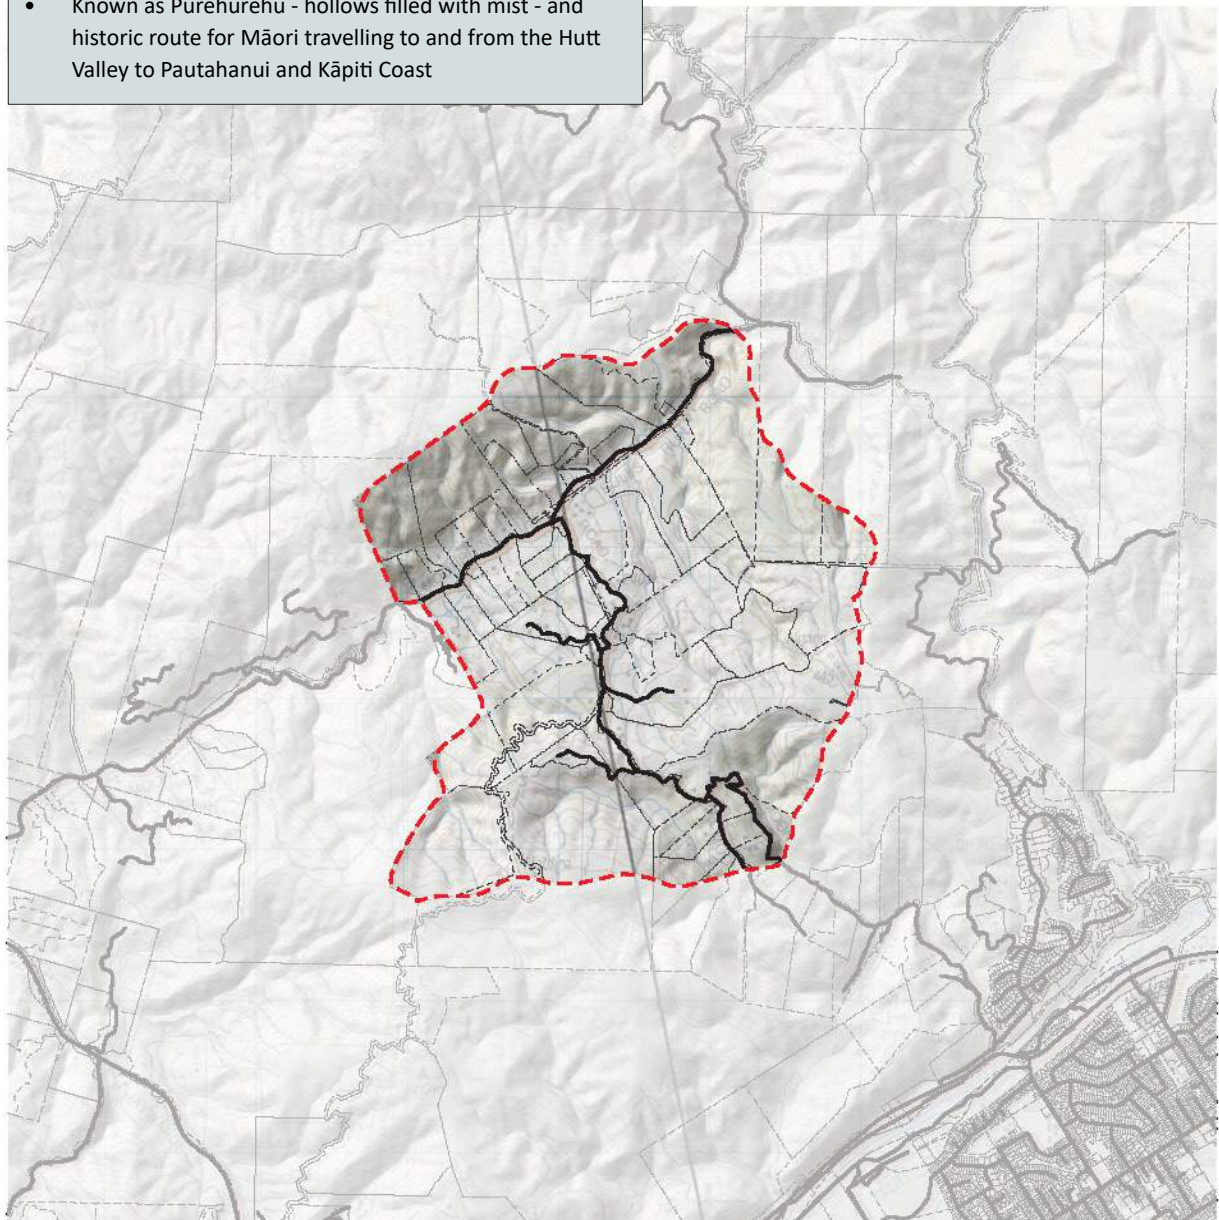 • Known as Purehurehu - hollows filled with mist - and
historic route for Māori travelling to and from the Hutt
Valley to Pautahanui and Kāpiti Coast